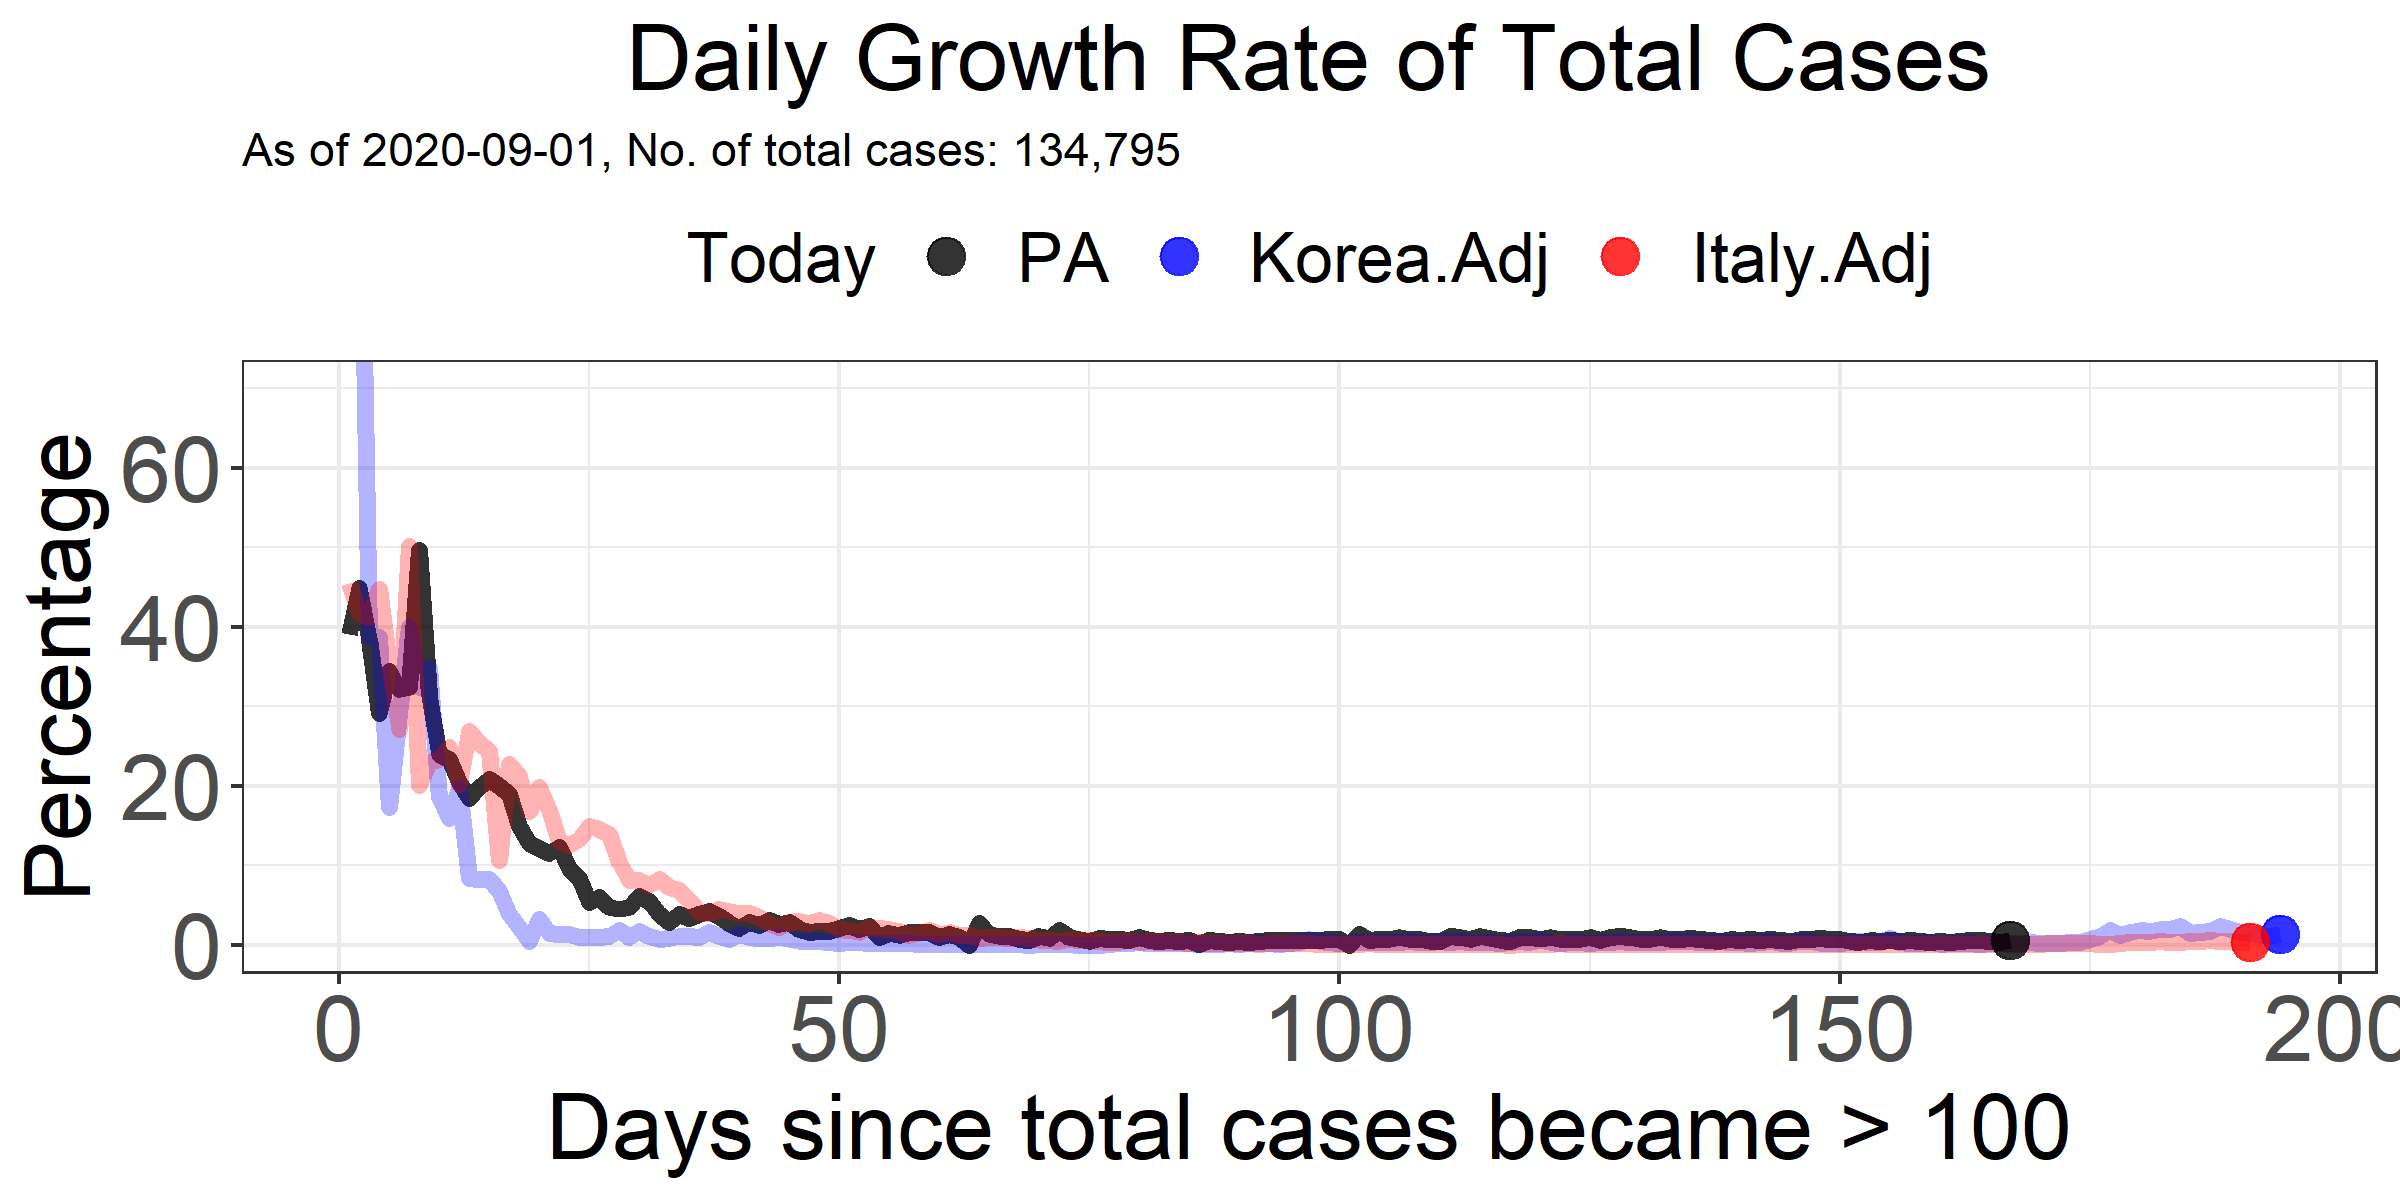 Daily Growth Rate of Total Cases
As of 2020-09-01, No. of total cases: 134,795
Today PA Korea.Adj Italy.Adj
Percentage
60
40
20
0
0 50 100 150 200
Days since total cases became > 100